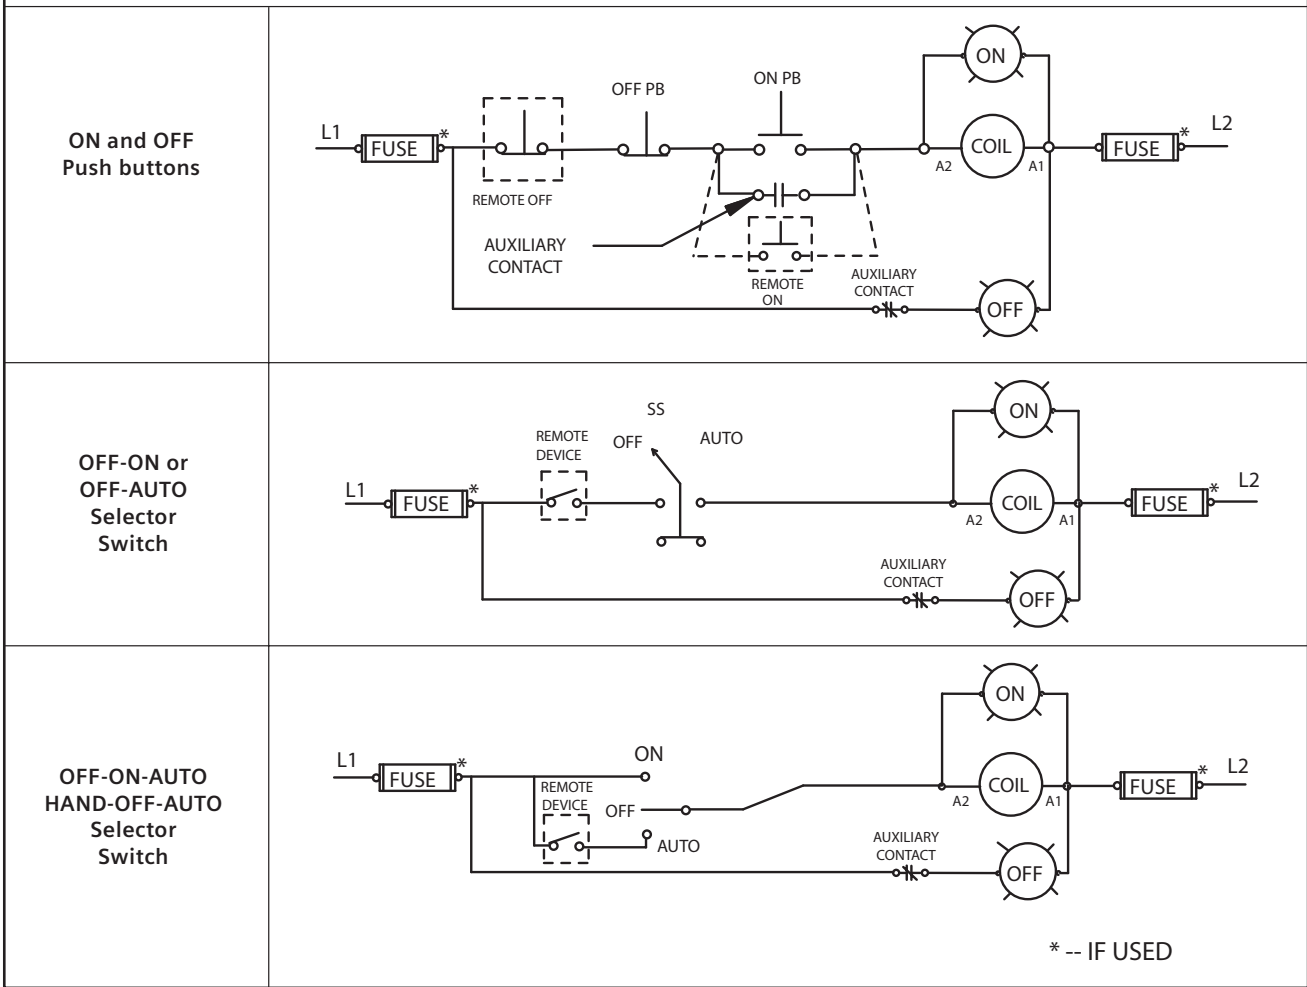 ON and OFF
Push buttons
L1
FUSE
*
REMOTE OFF
OFF PB
ON PB
AUXILIARY
CONTACT
REMOTE
ON
AUXILIARY
CONTACT
ON
COIL
A2
A1
OFF
FUSE
*
L2
OFF-ON or
OFF-AUTO
Selector
Switch
L1
FUSE
*
REMOTE
DEVICE
SS
OFF
AUTO
AUXILIARY
CONTACT
ON
COIL
A2
A1
OFF
FUSE
*
L2
OFF-ON-AUTO
HAND-OFF-AUTO
Selector
Switch
L1
FUSE
*
REMOTE
DEVICE
ON
OFF
AUTO
AUXILIARY
CONTACT
ON
COIL
A2
A1
OFF
FUSE
*
L2
* -- IF USED